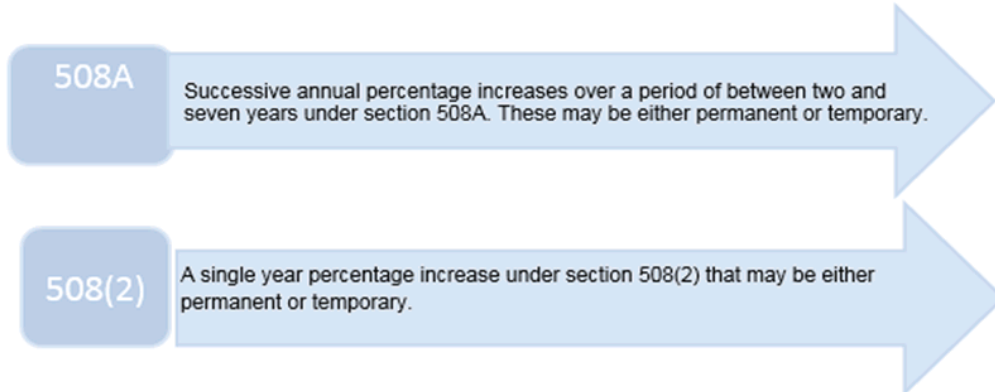 508A
Successive annual percentage increases over a period of between two and
seven years under section 508A. These may be either permanent or temporary.
508(2)
A single year percentage increase under section 508(2) that may be either
permanent or temporary.